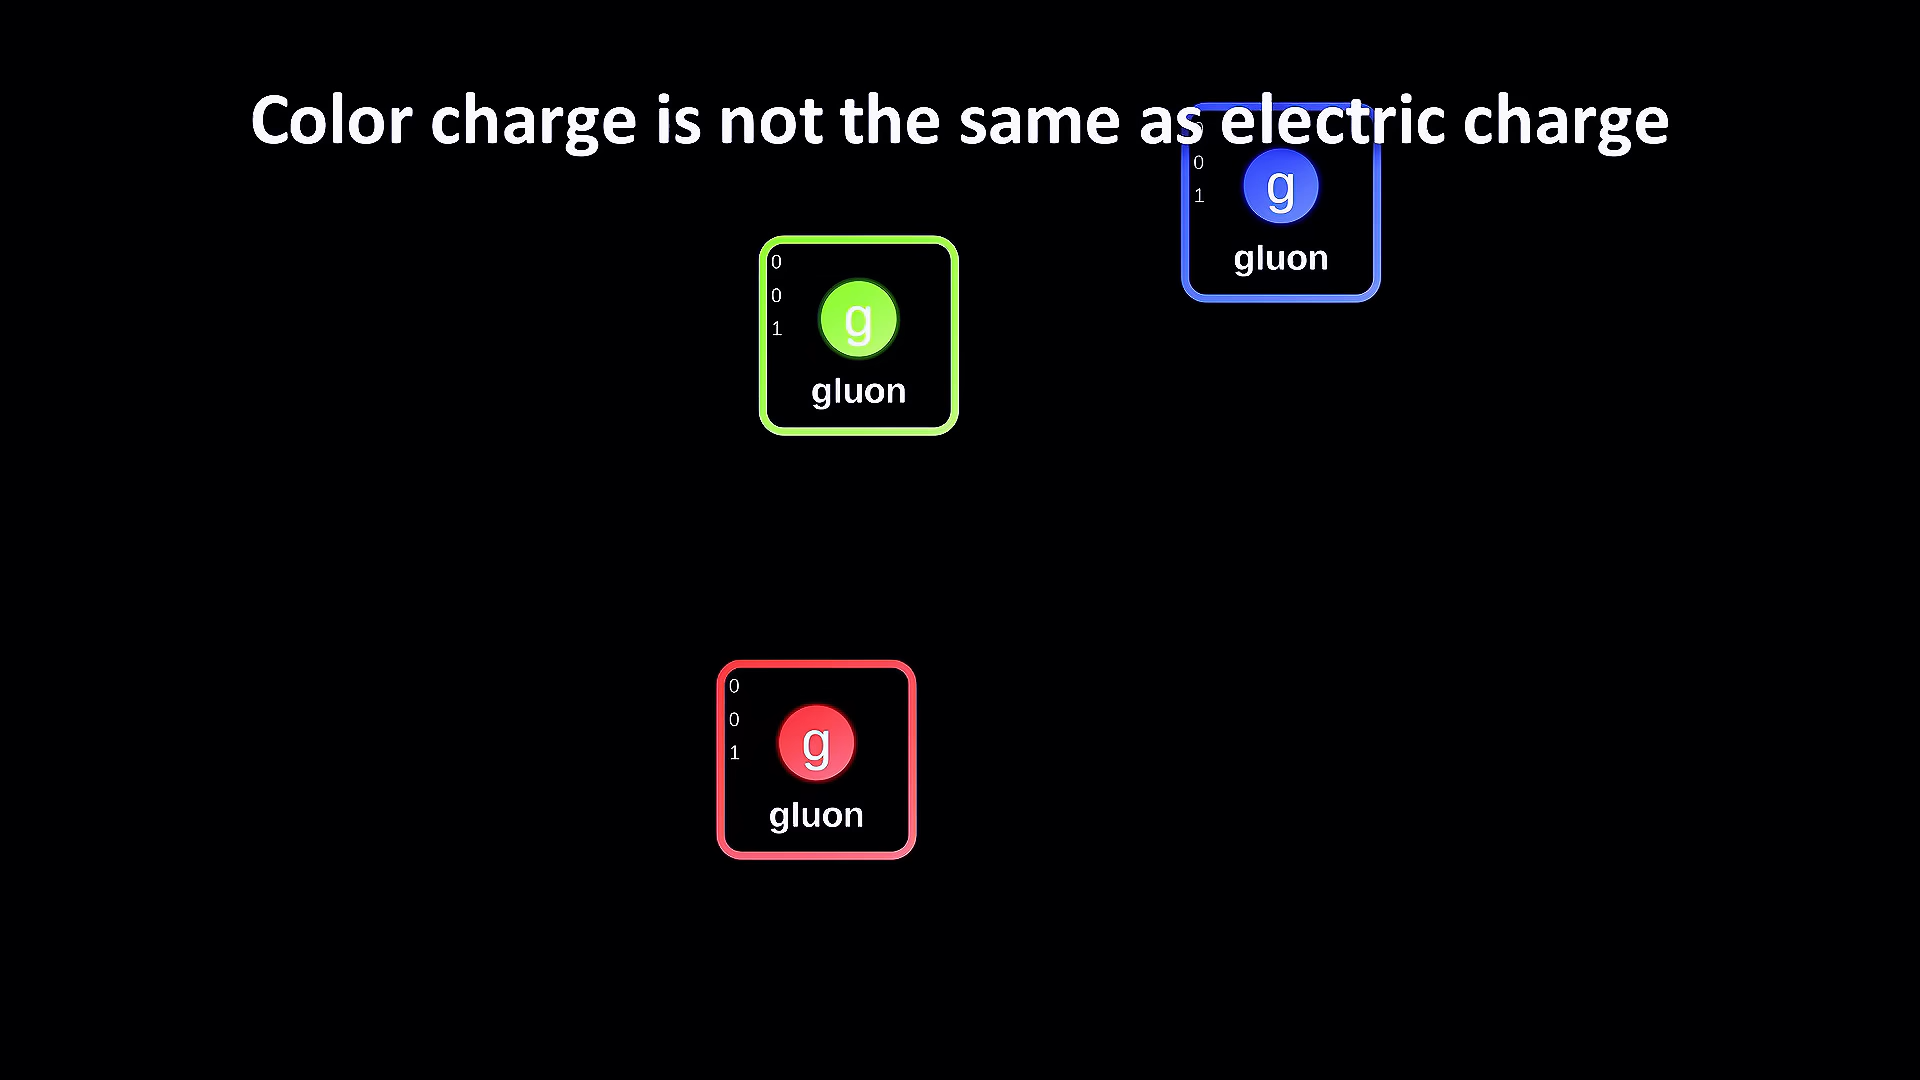 Color charge is not the same as electric charge
0
1
g
gluon
0
0
1
g
gluon
0
0
1
g
gluon